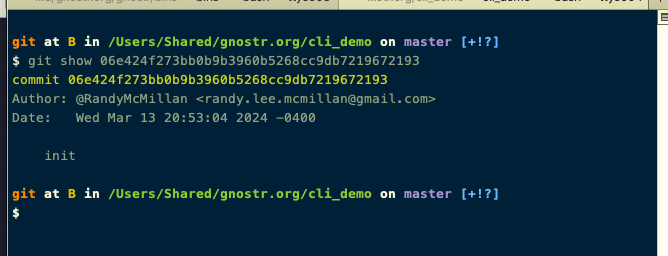 git at B in /Users/Shared/gnostr.org/cli_demo on master [+!?]
$ git show 06e424f273bb0b9b3960b5268cc9db7219672193
commit 06e424f273bb0b9b3960b5268cc9db7219672193
Author: @RandyMcMillan <randy.lee.mcmillan@gmail.com>
Date:   Wed Mar 13 20:53:04 2024 -0400
init
git at B in /Users/Shared/gnostr.org/cli_demo on master [+!?]
$